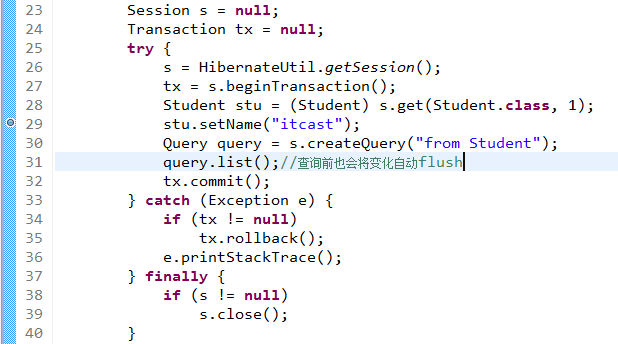 23 Session s = null;
24 Transaction tx = null;
25 try {
26 s = HibernateUtil.getSession();
27 tx = s.beginTransaction();
28 Student stu = (Student) s.get(Student.class, 1);
29 stu.setName("itcast");
30 Query query = s.createQuery("from Student");
31 query.list();//查询前也会将变化自动flush
32 tx.commit();
33 } catch (Exception e) {
34 if (tx != null)
35 tx.rollback();
36 e.printStackTrace();
37 } finally {
38 if (s != null)
39 s.close();
40 }